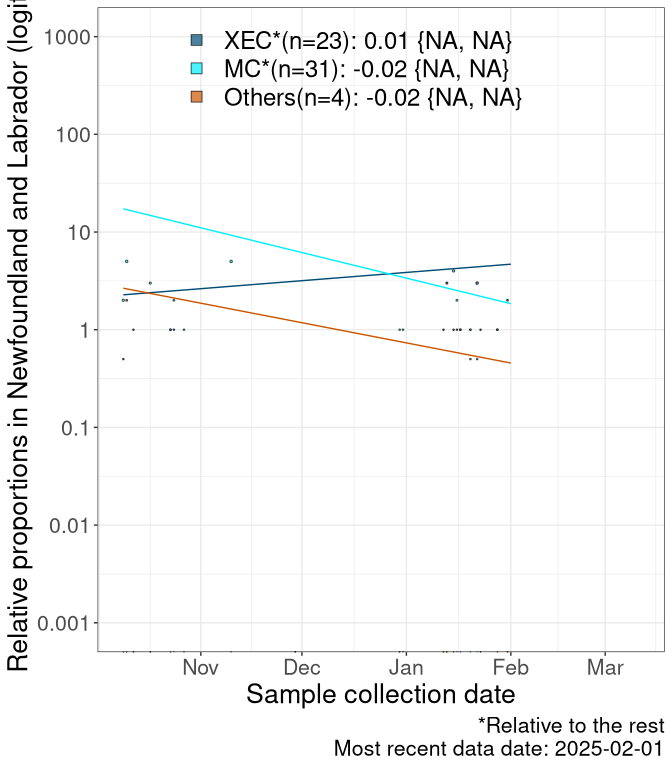 XEC*(n=23): 0.01 {NA, NA}
MC*(n=31): -0.02 {NA, NA}
Others(n=4): -0.02 {NA, NA}
Relative proportions in Newfoundland and Labrador
1000
100
10
1
0.1
0.01
0.001
Nov Dec Jan Feb Mar
Sample collection date
*Relative to the rest
Most recent data date: 2025-02-01